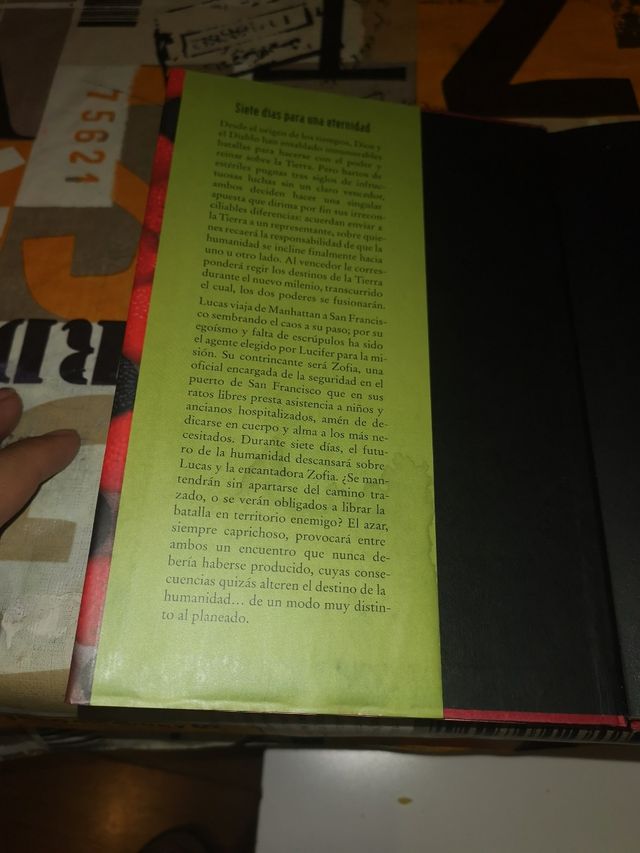 75621
Siete días para una eternidad
Desde el origen de los tiempos, Dios y
el Diablo han entablado innumerables
batallas para hacerse con el poder y
reinar sobre la Tierra. Pero hartos de
estériles pugnas tras siglos de infruc-
tuosas luchas sin un claro vencedor,
ambos deciden hacer una singular
apuesta que dirima por fin sus irrecon-
ciliables diferencias: acuerdan enviar a
la Tierra a un representante, sobre quie-
nes recaerá la responsabilidad de que la
humanidad se incline finalmente hacia
uno u otro lado. Al vencedor le corres-
ponderá regir los destinos de la Tierra
durante el nuevo milenio, transcurrido
el cual, los dos poderes se fusionarán.
Lucas viaja de Manhattan a San Francis-
co sembrando el caos a su paso; por su
egoísmo y falta de escrúpulos ha sido
el agente elegido por Lucifer para la mi-
sión. Su contrincante será Zofia, una
oficial encargada de la seguridad en el
puerto de San Francisco que en sus
ratos libres presta asistencia a niños y
ancianos hospitalizados, amén de de-
dicarse en cuerpo y alma a los más ne-
cesitados. Durante siete días, el futu-
ro de la humanidad descansará sobre
Lucas y la encantadora Zofia. ¿Se man-
tendrán sin apartarse del camino tra-
zado, o se verán obligados a librar la
batalla en territorio enemigo? El azar,
siempre caprichoso, provocará entre
ambos un encuentro que nunca de-
bería haberse producido, cuyas conse-
cuencias quizás alteren el destino de la
humanidad... de un modo muy distin-
to al planeado.